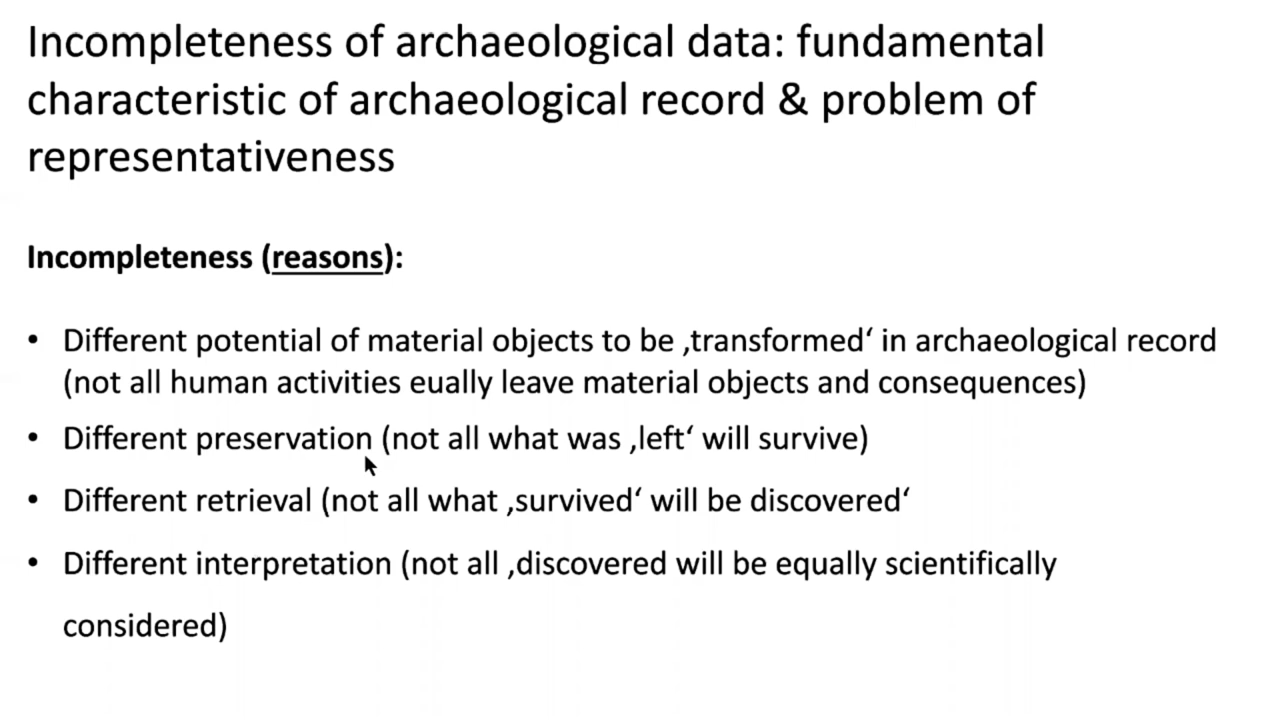 Incompleteness of archaeological data: fundamental
characteristic of archaeological record & problem of
representativeness
Incompleteness (reasons):
• Different potential of material objects to be ‚transformed‘ in archaeological record
(not all human activities eually leave material objects and consequences)
• Different preservation (not all what was ‚left‘ will survive)
• Different retrieval (not all what ‚survived‘ will be discovered‘
• Different interpretation (not all ‚discovered will be equally scientifically
considered)